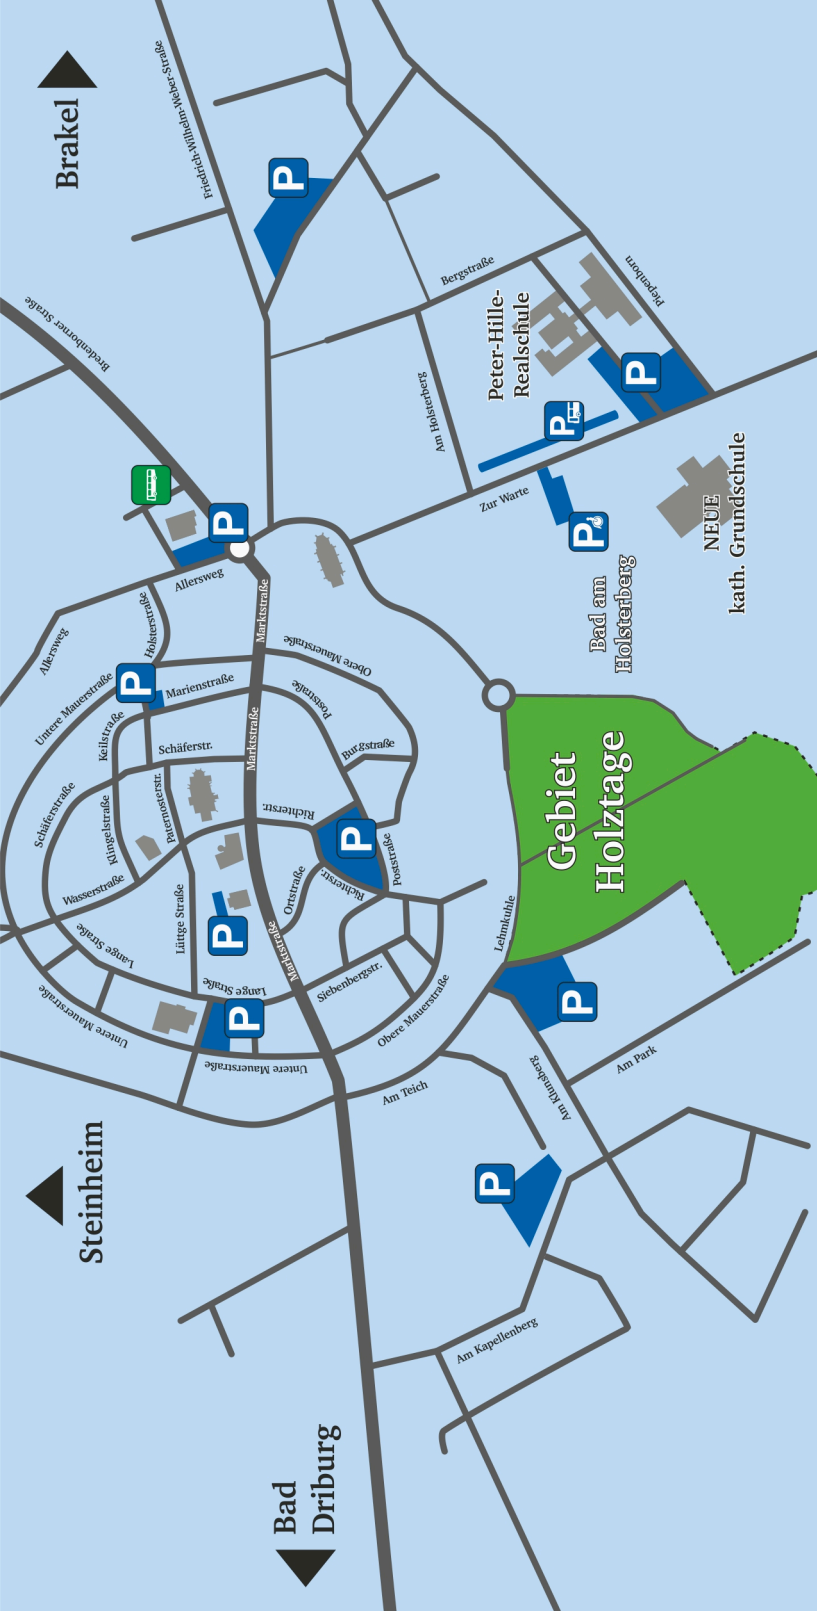 Brakel
Friedrich-Wilhelm-Weber-Straße
P
Bredenborner Straße
Bergstraße
Piepenborn
Peter-Hille-
Realschule
P
Am Holsterberg
P
Zur Warte
P
NEUE
kath. Grundschule
Bad am
Holsterberg
P
Allersweg
Allersweg
Holsterstraße
Marktstraße
Obere Mauerstraße
Untere Mauerstraße
P
Marienstraße
Poststraße
Keilstraße
Schäferstr.
Marktstraße
Burgstraße
Schäferstraße
Klingelstraße
Paternosterstr.
Richterstr.
P
Poststraße
Gebiet
Holztage
Wasserstraße
Lüttge Straße
Ortstraße
Richterstr.
Lange Straße
P
Marktstraße
Lehmkuhle
Lange Straße
Siebenbergstr.
Untere Mauerstraße
P
Obere Mauerstraße
P
Untere Mauerstraße
Am Teich
Am Klunsberg
Am Park
Steinheim
P
Am Kapellenberg
Bad
Driburg